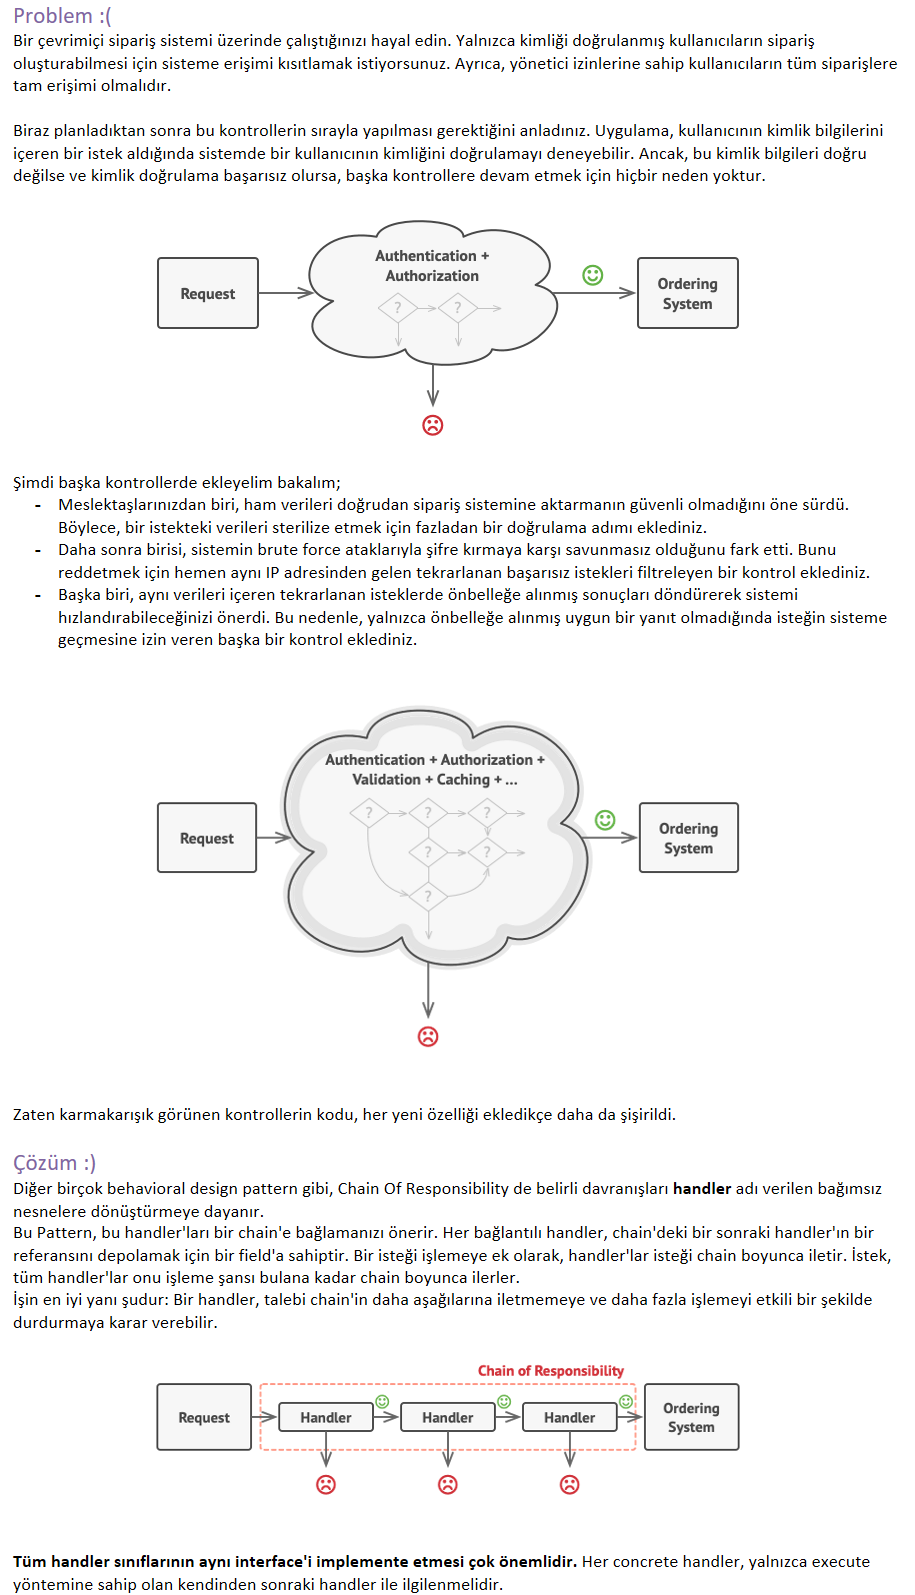 Problem :(
Bir çevrimiçi sipariş sistemi üzerinde çalıştığınızı hayal edin. Yalnızca kimliği doğrulanmış kullanıcıların sipariş
oluşturabilmesi için sisteme erişimi kısıtlamak istiyorsunuz. Ayrıca, yönetici izinlerine sahip kullanıcıların tüm siparişlere
tam erişimi olmalıdır.
Biraz planladıktan sonra bu kontrollerin sırayla yapılması gerektiğini anladınız. Uygulama, kullanıcının kimlik bilgilerini
içeren bir istek aldığında sistemde bir kullanıcının kimliğini doğrulamayı deneyebilir. Ancak, bu kimlik bilgileri doğru
değilse ve kimlik doğrulama başarısız olursa, başka kontrollere devam etmek için hiçbir neden yoktur.
Request
Authentication +
Authorization
? ?
Ordering
System
Şimdi başka kontrollerde ekleyelim bakalım;
- Meslektaşlarınızdan biri, ham verileri doğrudan sipariş sistemine aktarmanın güvenli olmadığını öne sürdü.
Böylece, bir istekteki verileri sterilize etmek için fazladan bir doğrulama adımı eklediniz.
- Daha sonra birisi, sistemin brute force ataklarıyla şifre kırmaya karşı savunmasız olduğunu fark etti. Bunu
reddetmek için hemen aynı IP adresinden gelen tekrarlanan başarısız istekleri filtreleyen bir kontrol eklediniz.
- Başka biri, aynı verileri içeren tekrarlanan isteklerde önbelleğe alınmış sonuçları döndürerek sistemi
hızlandırabileceğinizi önerdi. Bu nedenle, yalnızca önbelleğe alınmış uygun bir yanıt olmadığında isteğin sisteme
geçmesine izin veren başka bir kontrol eklediniz.
Request
Authentication + Authorization +
Validation + Caching + ...
? ? ?
? ?
?
Ordering
System
Zaten karmakarışık görünen kontrollerin kodu, her yeni özelliği ekledikçe daha da şişirildi.
Çözüm :)
Diğer birçok behavioral design pattern gibi, Chain Of Responsibility de belirli davranışları handler adı verilen bağımsız
nesnelere dönüştürmeye dayanır.
Bu Pattern, bu handler'ları bir chain'e bağlamanızı önerir. Her bağlantılı handler, chain'deki bir sonraki handler'ın bir
referansını depolamak için bir field'a sahiptir. Bir isteği işlemeye ek olarak, handler'lar isteği chain boyunca iletir. İstek,
tüm handler'lar onu işleme şansı bulana kadar chain boyunca ilerler.
İşin en iyi yanı şudur: Bir handler, talebi chain'in daha aşağılarına iletmemeye ve daha fazla işlemeyi etkili bir şekilde
durdurmaya karar verebilir.
Chain of Responsibility
Request
Handler
Handler
Handler
Ordering
System
Tüm handler sınıflarının aynı interface'i implemente etmesi çok önemlidir. Her concrete handler, yalnızca execute
yöntemine sahip olan kendinden sonraki handler ile ilgilenmelidir.